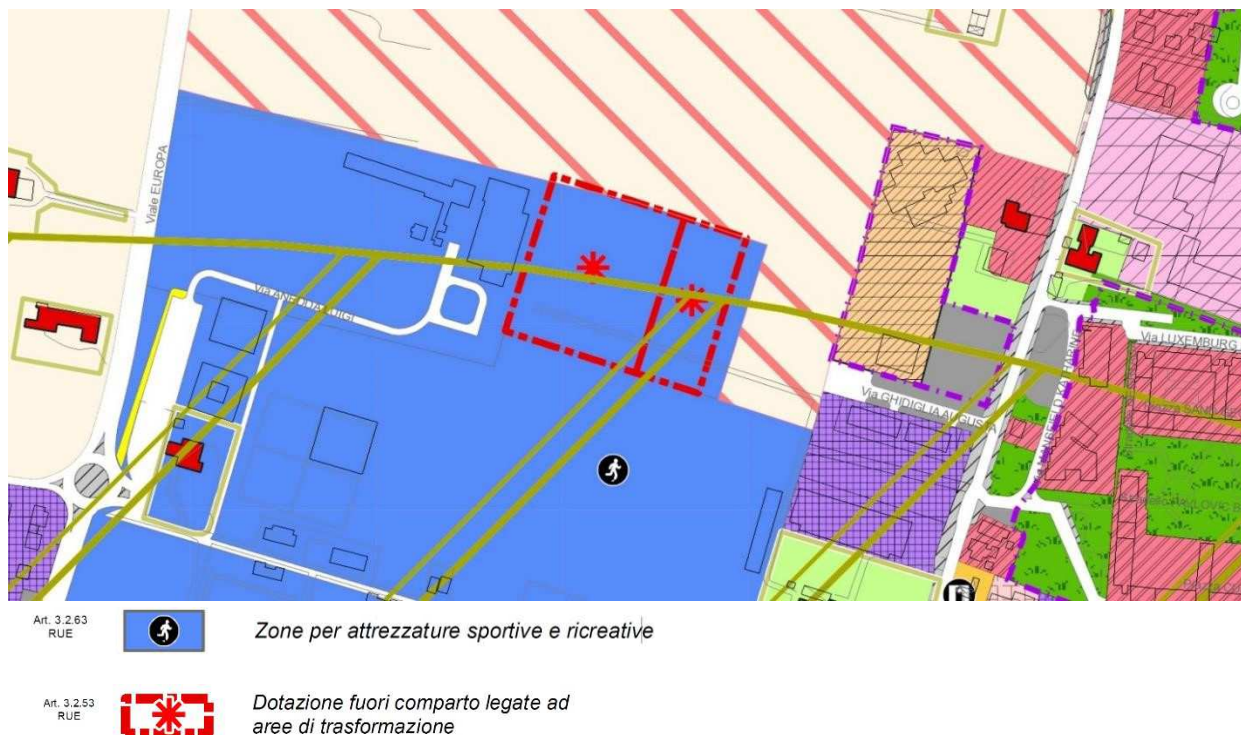 Viale EUROPA
Via LUXEMBURG
Via GHIDIGLIA AUGUSTA
Art. 3.2.63
RUE
Zone per attrezzature sportive e ricreative
Art. 3.2.53
RUE
Dotazione fuori comparto legate ad
aree di trasformazione